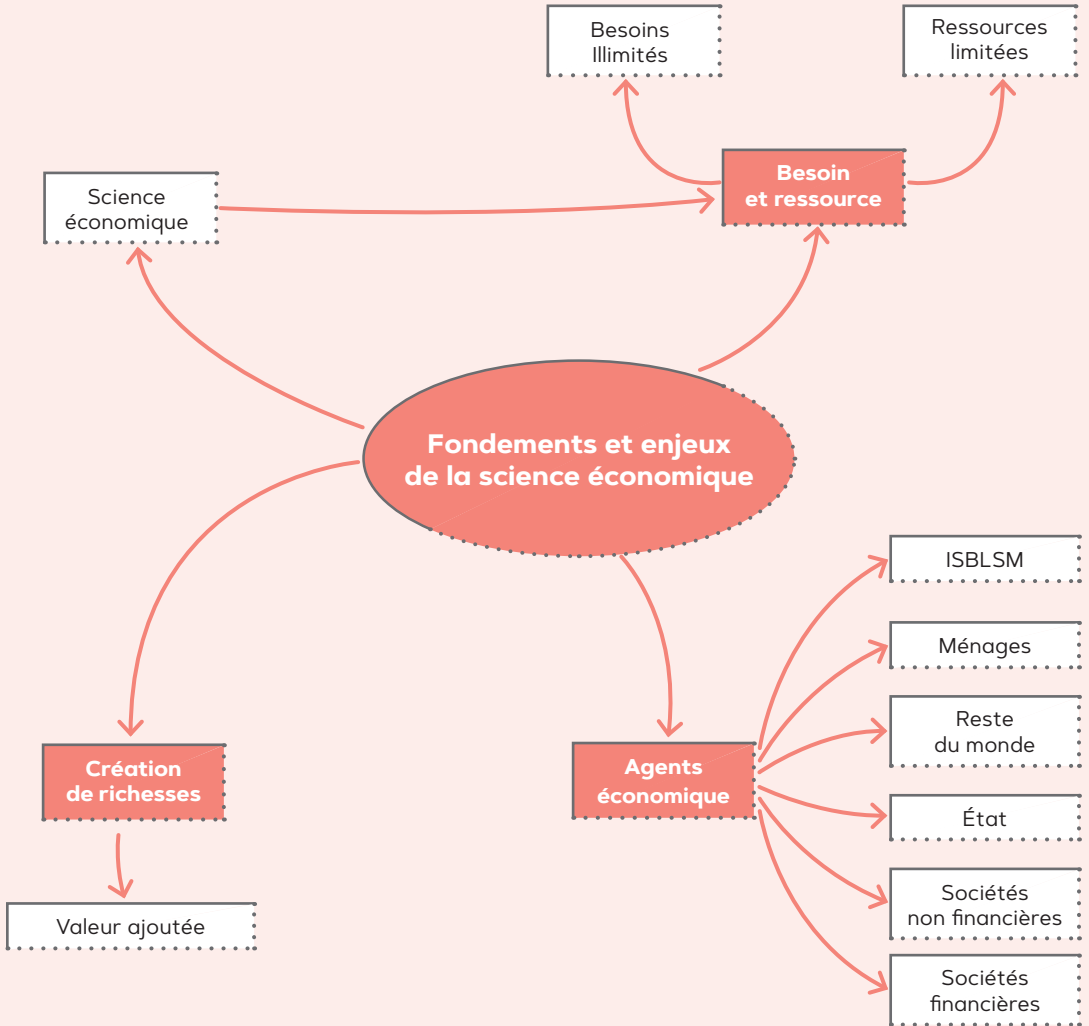 Besoins
Illimités
Ressources
limitées
Besoin
et ressource
Science
économique
Fondements et enjeux
de la science économique
ISBLSM
Ménages
Reste
du monde
Création
de richesses
Agents
économique
État
Valeur ajoutée
Sociétés
non financières
Sociétés
financières